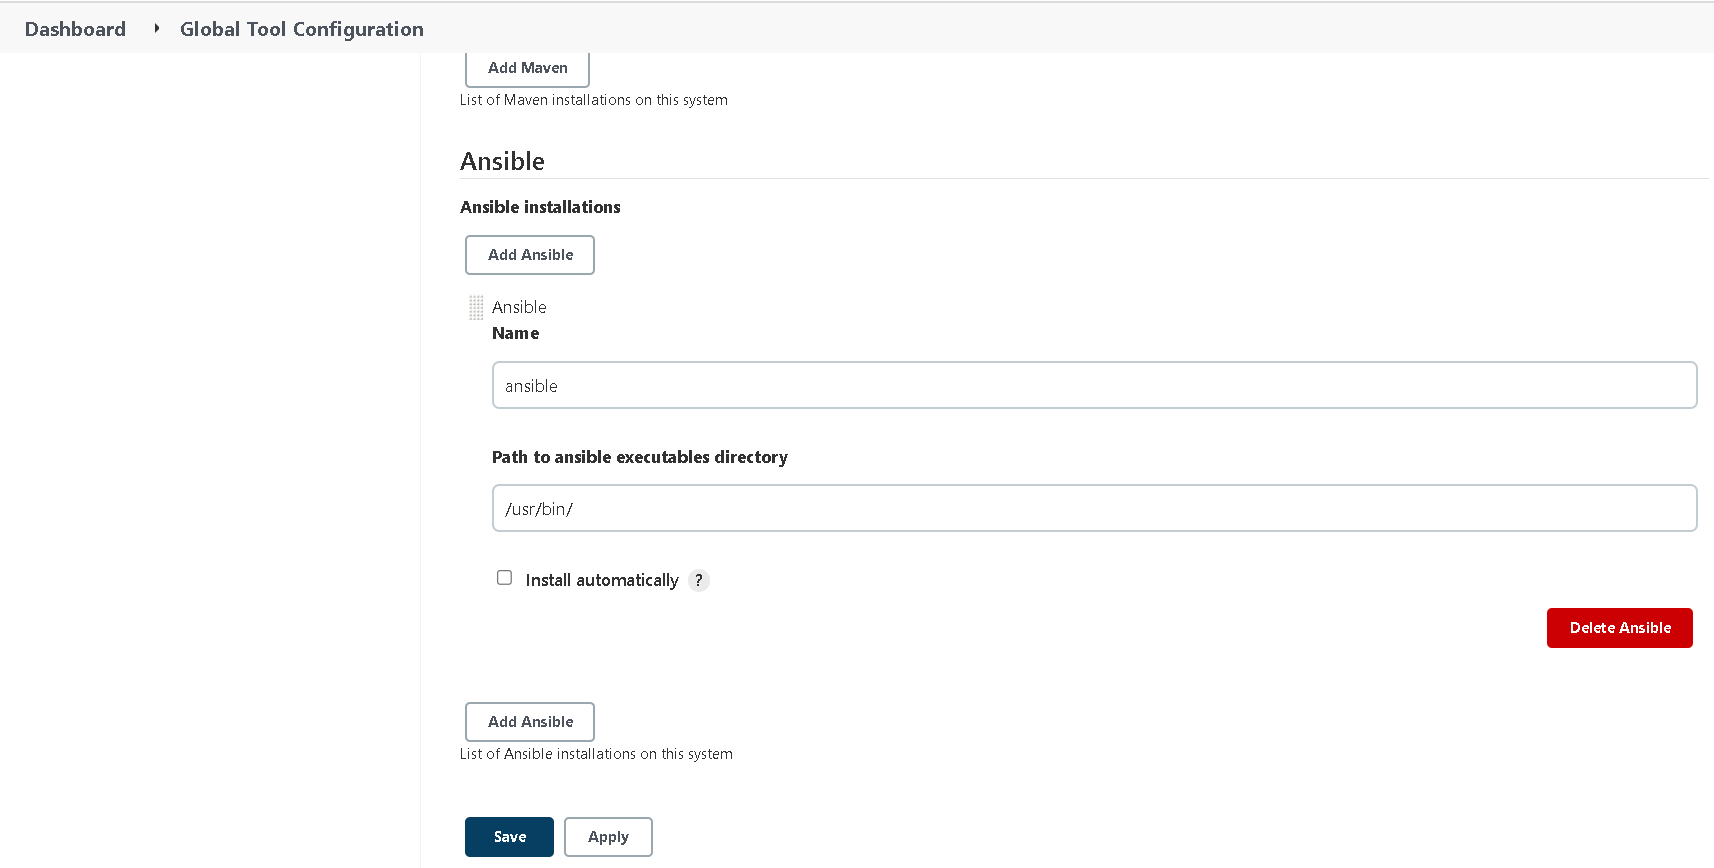 Dashboard
Global Tool Configuration
Add Maven
List of Maven installations on this system
Ansible
Ansible installations
Add Ansible
Ansible
Name
ansible
Path to ansible executables directory
/usr/bin/
Install automatically ?
Delete Ansible
Add Ansible
List of Ansible installations on this system
Save
Apply